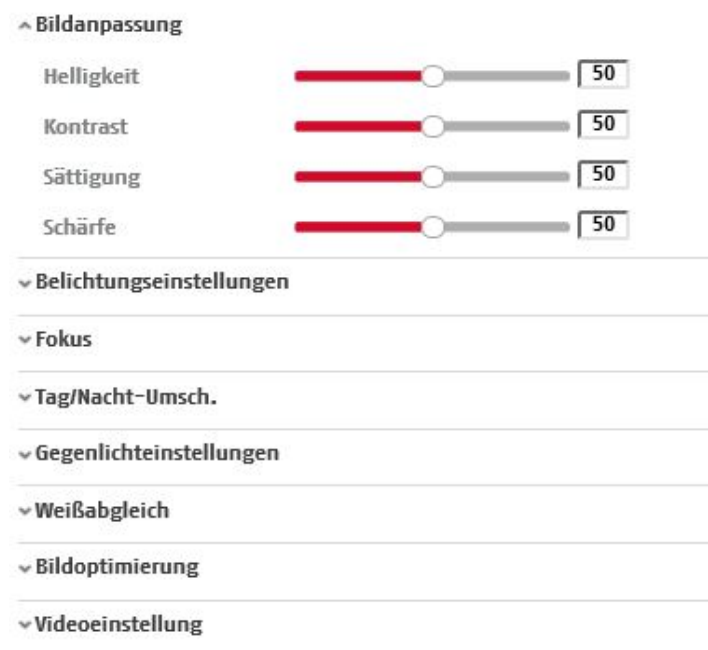 Bildanpassung
Helligkeit 50
Kontrast 50
Sättigung 50
Schärfe 50
Belichtungseinstellungen
Fokus
Tag/Nacht-Umsch.
Gegenlichteinstellungen
Weißabgleich
Bildoptimierung
Videoeinstellung